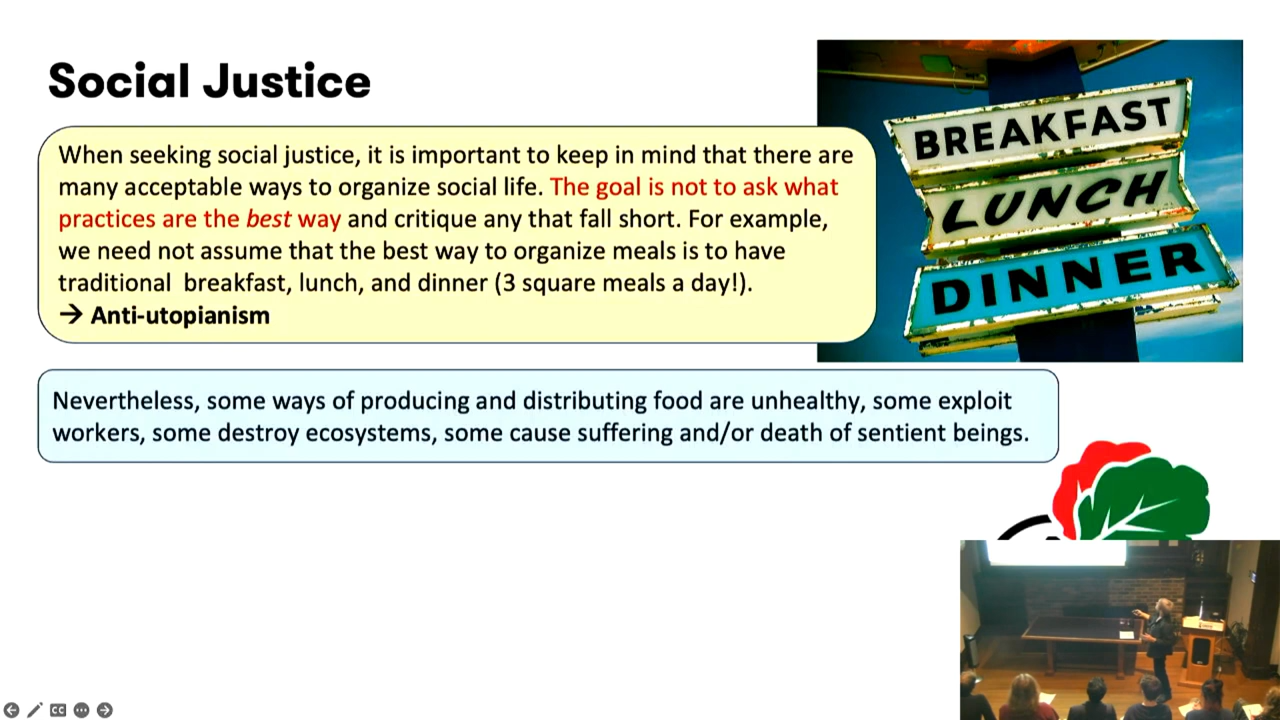 Social Justice
When seeking social justice, it is important to keep in mind that there are
many acceptable ways to organize social life. The goal is not to ask what
practices are the best way and critique any that fall short. For example,
we need not assume that the best way to organize meals is to have
traditional breakfast, lunch, and dinner (3 square meals a day!).
→ Anti-utopianism
BREAKFAST
LUNCH
DINNER
Nevertheless, some ways of producing and distributing food are unhealthy, some exploit
workers, some destroy ecosystems, some cause suffering and/or death of sentient beings.
CC